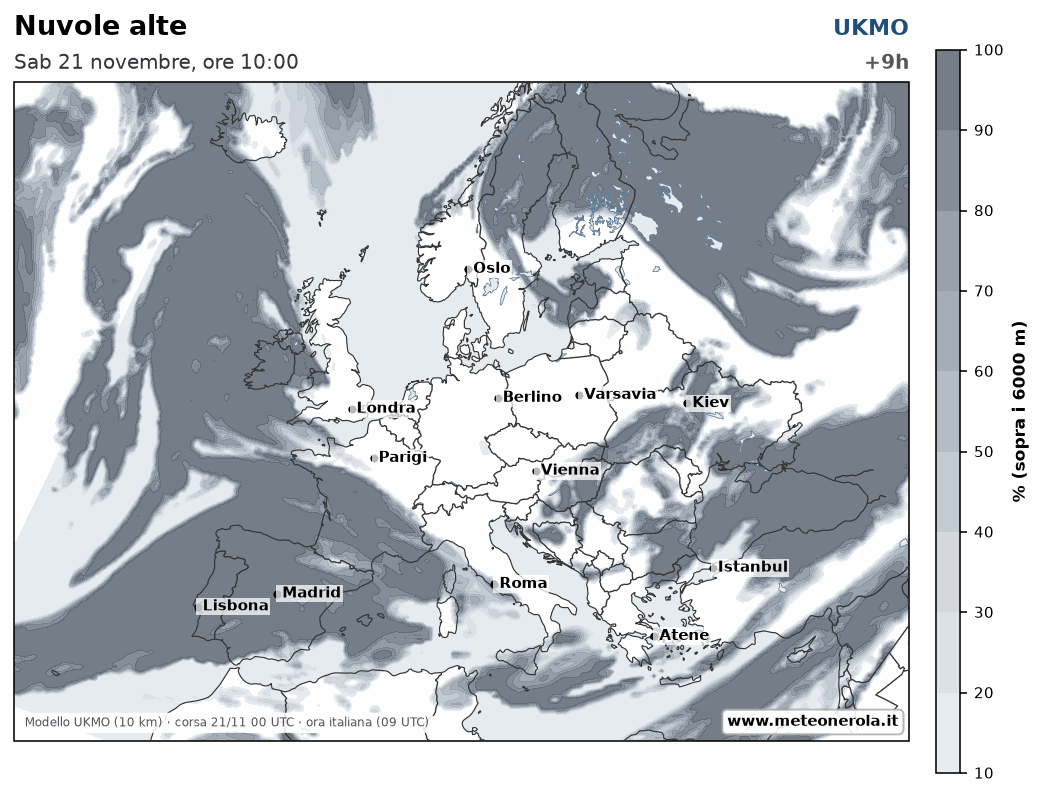 Nuvole alte
UKMO
Sab 21 novembre, ore 10:00
+9h
100
90
80
70
60
50
40
30
20
10
% (sopra i 6000 m)
Oslo
Berlino
Varsavia
Kiev
Londra
Parigi
Vienna
Istanbul
Roma
Madrid
Lisbona
Atene
Modello UKMO (10 km) · corsa 21/11 00 UTC · ora italiana (09 UTC)
www.meteonerola.it